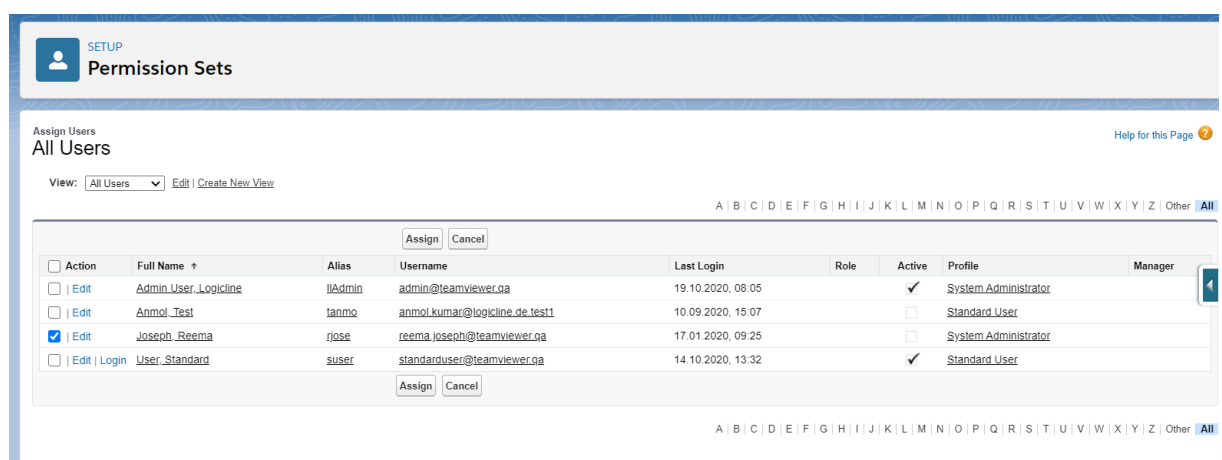 SETUP
Permission Sets
Assign Users
All Users
Help for this Page ?
View: All Users Edit | Create New View
A | B | C | D | E | F | G | H | I | J | K | L | M | N | O | P | Q | R | S | T | U | V | W | X | Y | Z | Other All
Assign Cancel
Action Full Name ↑ Alias Username Last Login Role Active Profile Manager
| Edit Admin User, Logicline llAdmin admin@teamviewer.qa 19.10.2020, 08:05 ✓ System Administrator
| Edit Anmol, Test tanmo anmol.kumar@logicline.de.test1 10.09.2020, 15:07 Standard User
| Edit Joseph, Reema rjose reema.joseph@teamviewer.qa 17.01.2020, 09:25 System Administrator
| Edit | Login User, Standard suser standarduser@teamviewer.qa 14.10.2020, 13:32 ✓ Standard User
Assign Cancel
A | B | C | D | E | F | G | H | I | J | K | L | M | N | O | P | Q | R | S | T | U | V | W | X | Y | Z | Other All